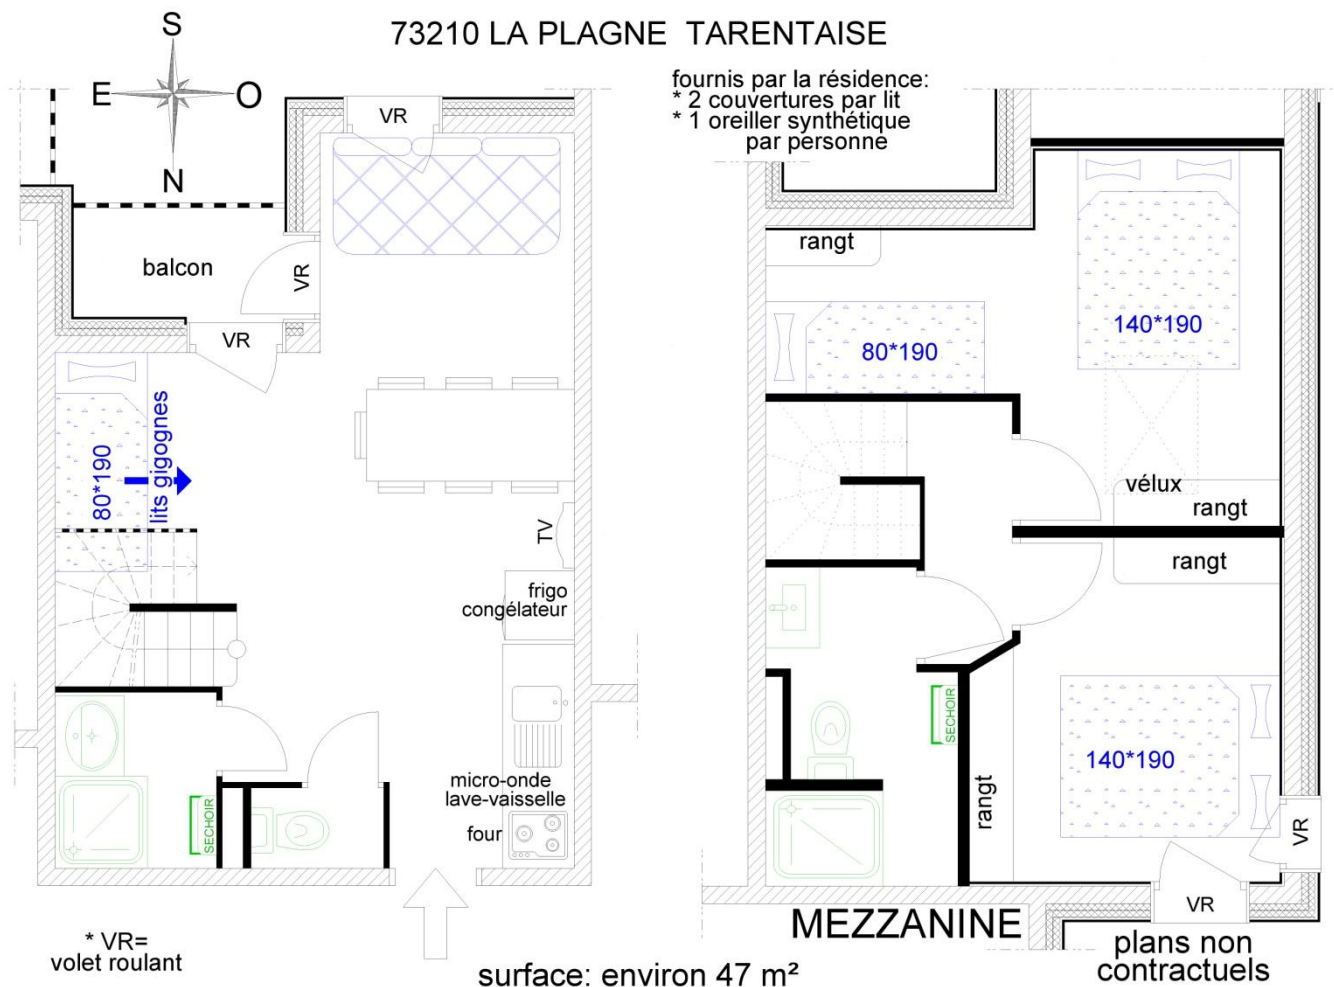 73210 LA PLAGNE TARENTAISE
S
E
O
N
fournis par la résidence:
* 2 couvertures par lit
* 1 oreiller synthétique
par personne
VR
balcon
VR
VR
80*190
lits gigognes
TV
frigo
congélateur
micro-onde
lave-vaisselle
four
SECHOIR
* VR=
volet roulant
surface: environ 47 m²
rangt
80*190
140*190
vélux
rangt
rangt
SECHOIR
rangt
140*190
VR
VR
MEZZANINE
plans non
contractuels